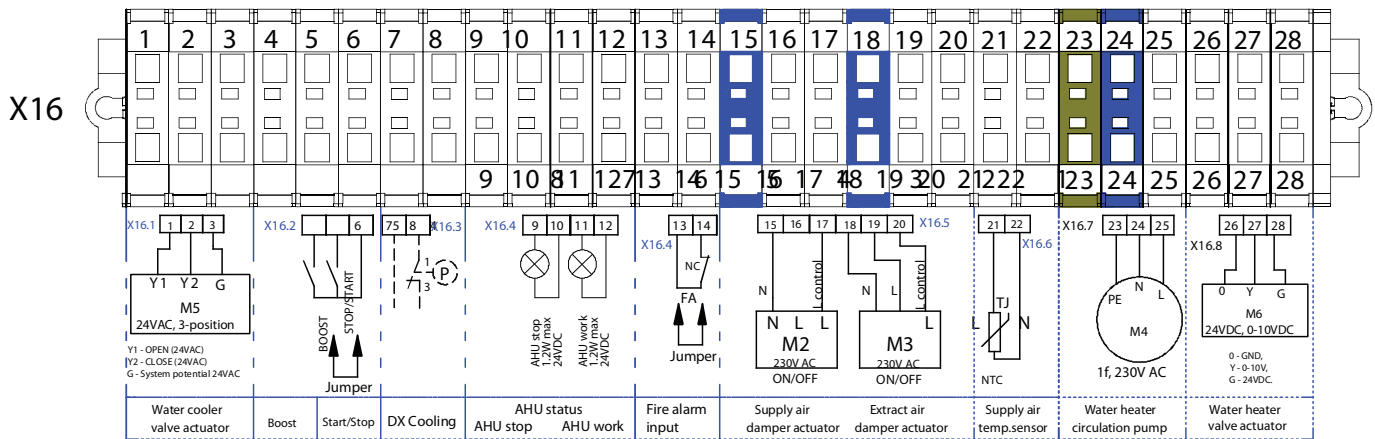 1 2 3 4 5 6 7 8 9 10 11 12 13 14 15 16 17 18 19 20 21 22 23 24 25 26 27 28
X16
9 10 11 12 13 14 15 16 17 18 19 20 21 22 23 24 25 26 27 28
X16.1 1 2 3
X16.2 6
75 8 X16.3
X16.4 9 10 11 12
X16.4 13 14
15 16 17 18 19 20 X16.5
21 22 X16.6
X16.7 23 24 25
X16.8 26 27 28
Y1 Y2 G
M5
24VAC, 3-position
Y1 - OPEN (24VAC)
Y2 - CLOSE (24VAC)
G - System potential 24VAC
BOOST
STOP/START
Jumper
1
P
3
AHU stop
1.2W max
24VDC
AHU work
1.2W max
24VDC
NC
FA
Jumper
N L control
N L L
M2
230V AC
ON/OFF
N L L control
L
M3
230V AC
ON/OFF
L TJ N
NTC
PE N L
M4
1f, 230V AC
0 Y G
M6
24VDC, 0-10VDC
0 - GND,
Y - 0-10V,
G - 24VDC.
Water cooler
valve actuator
Boost
Start/Stop
DX Cooling
AHU status
AHU stop AHU work
Fire alarm
input
Supply air
damper actuator
Extract air
damper actuator
Supply air
temp.sensor
Water heater
circulation pump
Water heater
valve actuator